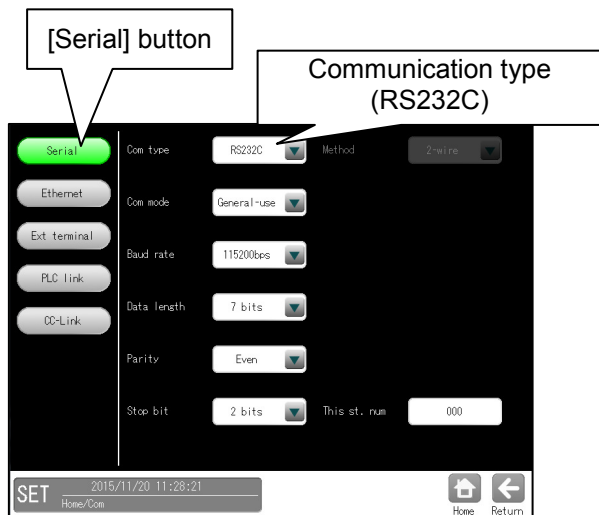 [Serial] button
Communication type
(RS232C)
Serial
Com type
RS232C
Method
2-wire
Ethernet
Com mode
General-use
Ext terminal
Baud rate
115200bps
PLC link
Data length
7 bits
CC-Link
Parity
Even
Stop bit
2 bits
This st. num
000
SET
2015/11/20 11:28:21
Home/Com
Home
Return